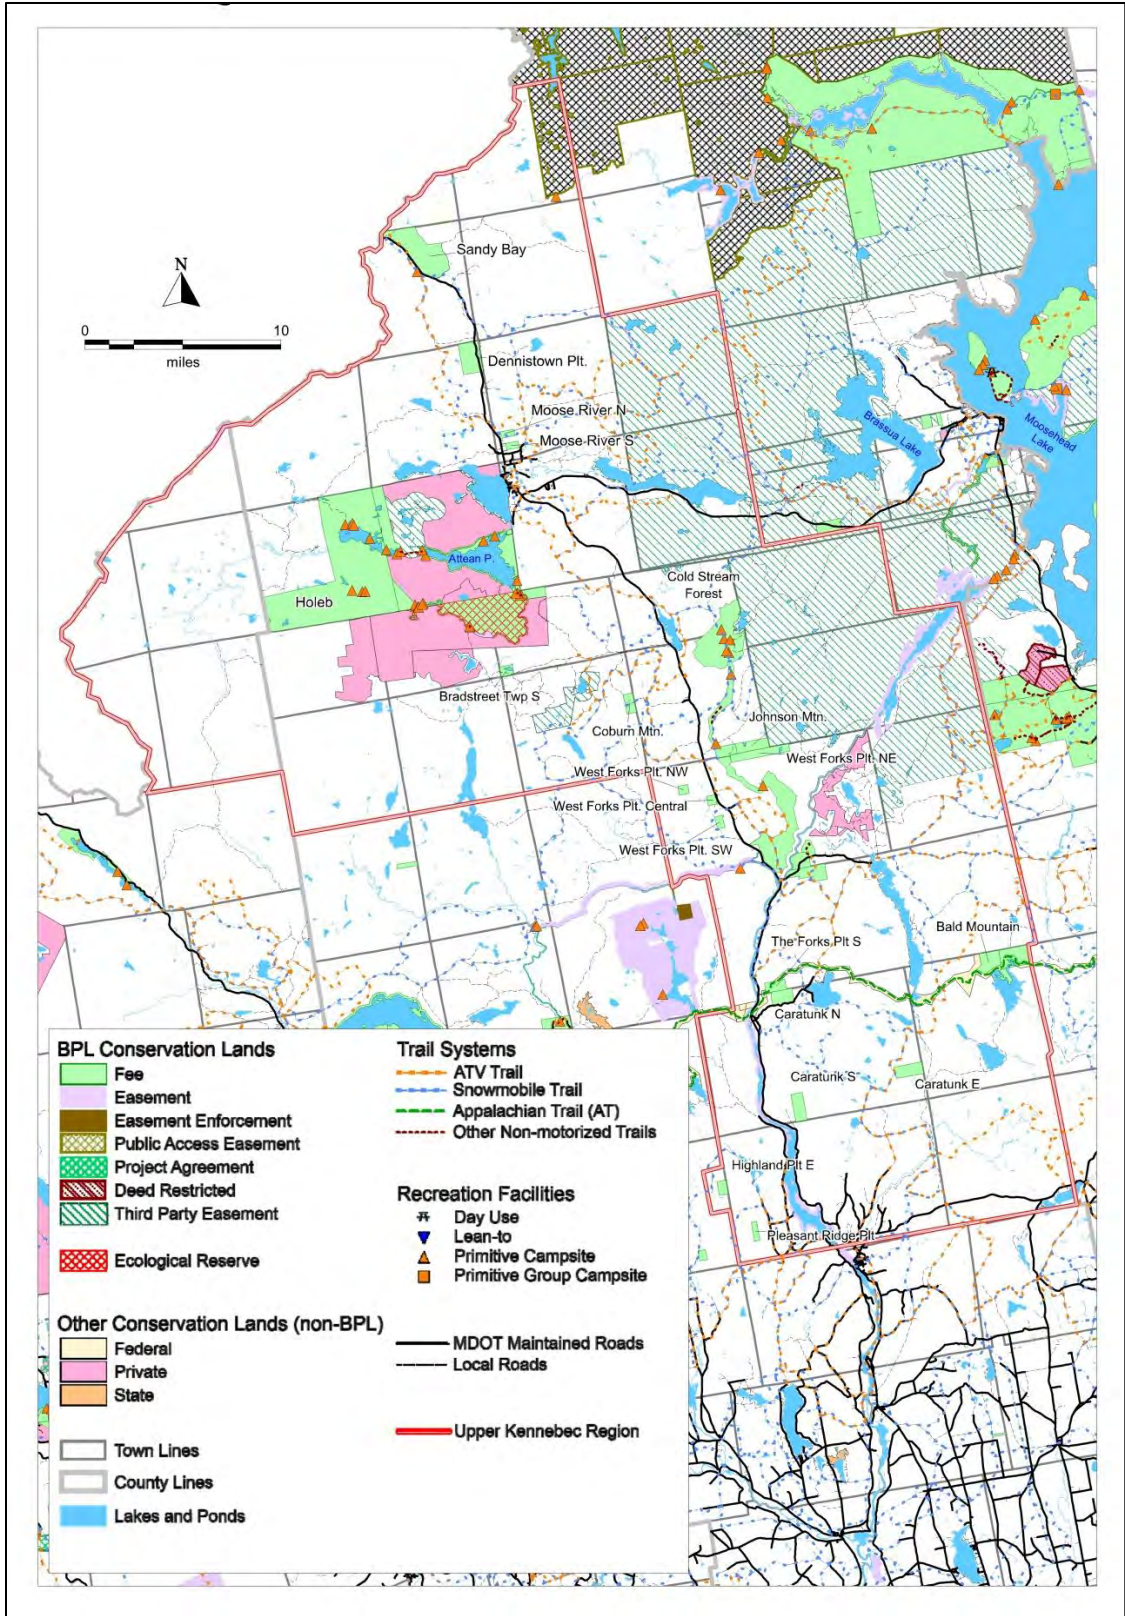 Sandy Bay
N
0
10
miles
Dennistown Plt.
Moose River N
Moose River S
Brassua Lake
Moosehead
Lake
Attean P.
Cold Stream
Forest
Holeb
Bradstreet Twp S
Johnson Mtn.
Coburn Mtn.
West Forks Plt. NE
West Forks Plt. NW
West Forks Plt. Central
West Forks Plt. SW
Bald Mountain
The Forks Plt S
Caratunk N
Caratunk S
Caratunk E
Highland Plt E
Pleasant Ridge Plt
BPL Conservation Lands
Fee
Easement
Easement Enforcement
Public Access Easement
Project Agreement
Deed Restricted
Third Party Easement
Ecological Reserve
Other Conservation Lands (non-BPL)
Federal
Private
State
Town Lines
County Lines
Lakes and Ponds
Trail Systems
ATV Trail
Snowmobile Trail
Appalachian Trail (AT)
Other Non-motorized Trails
Recreation Facilities
Day Use
Lean-to
Primitive Campsite
Primitive Group Campsite
MDOT Maintained Roads
Local Roads
Upper Kennebec Region